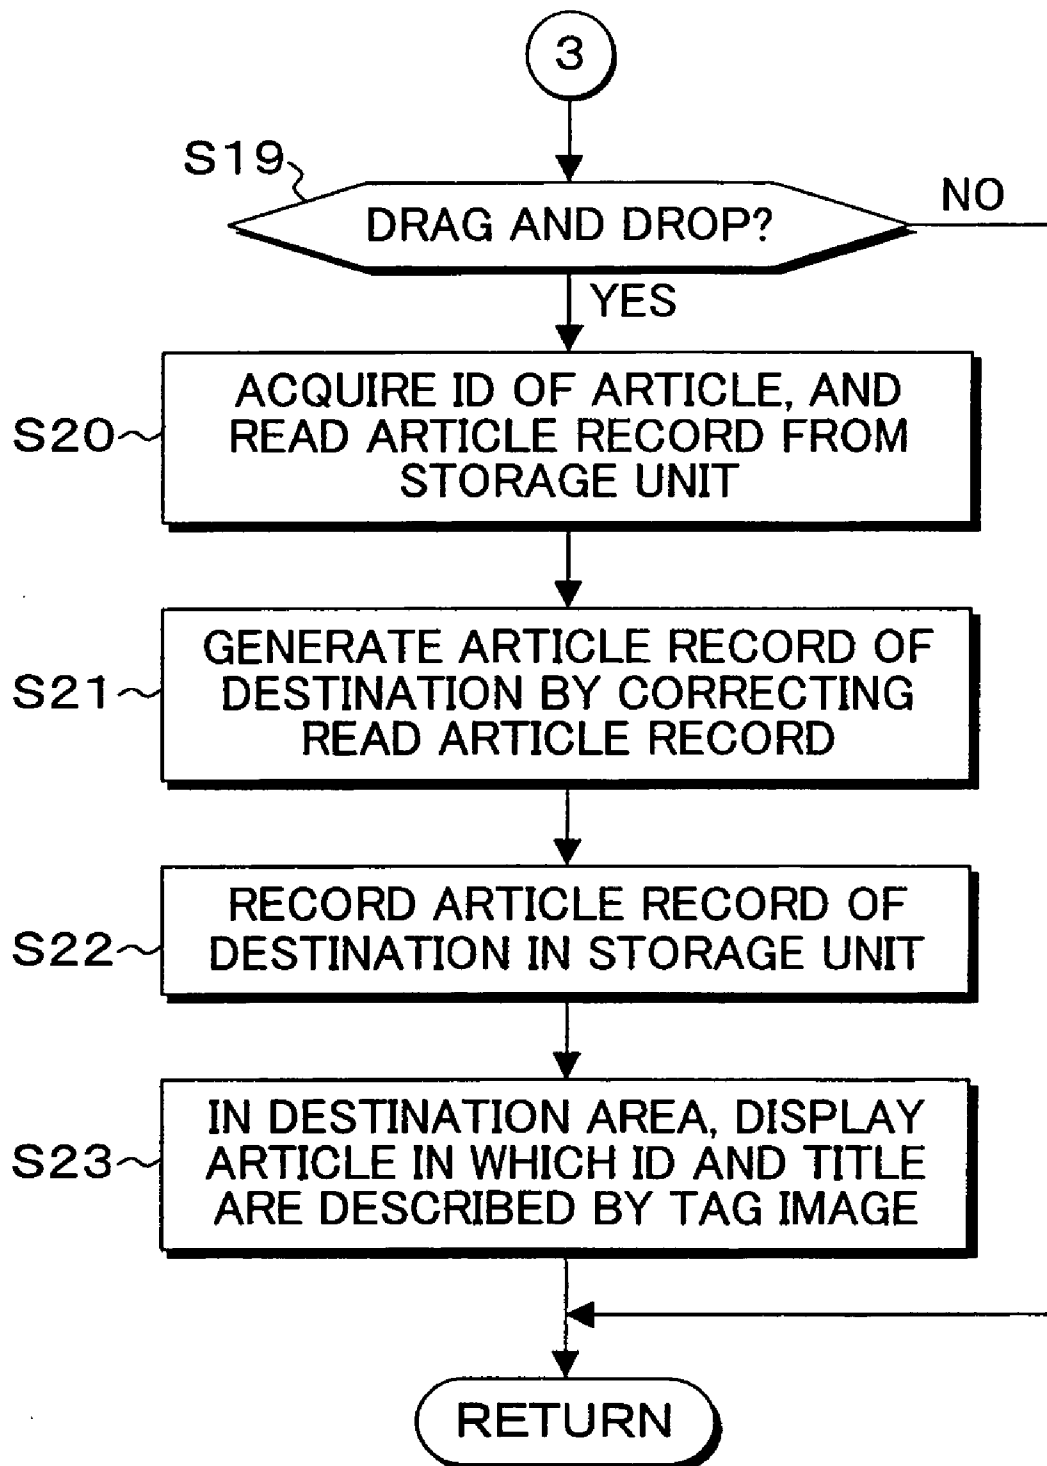 3
S19
DRAG AND DROP?
NO
YES
S20
ACQUIRE ID OF ARTICLE, AND
READ ARTICLE RECORD FROM
STORAGE UNIT
S21
GENERATE ARTICLE RECORD OF
DESTINATION BY CORRECTING
READ ARTICLE RECORD
S22
RECORD ARTICLE RECORD OF
DESTINATION IN STORAGE UNIT
S23
IN DESTINATION AREA, DISPLAY
ARTICLE IN WHICH ID AND TITLE
ARE DESCRIBED BY TAG IMAGE
RETURN